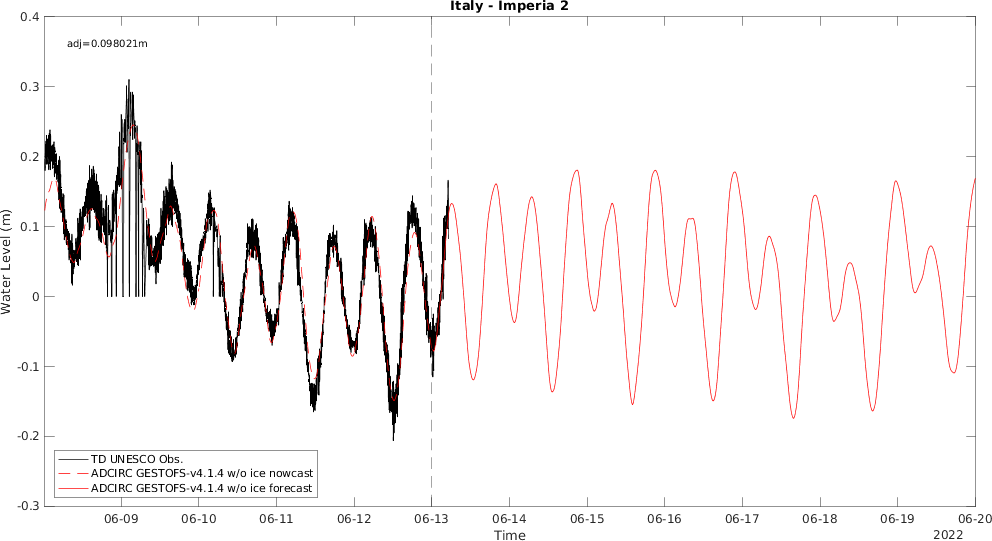 Italy - Imperia 2
adj=0.098021m
Water Level (m)
0.4
0.3
0.2
0.1
0
-0.1
-0.2
-0.3
TD UNESCO Obs.
ADCIRC GESTOFS-v4.1.4 w/o ice nowcast
ADCIRC GESTOFS-v4.1.4 w/o ice forecast
06-09 06-10 06-11 06-12 06-13 06-14 06-15 06-16 06-17 06-18 06-19 06-20
Time
2022